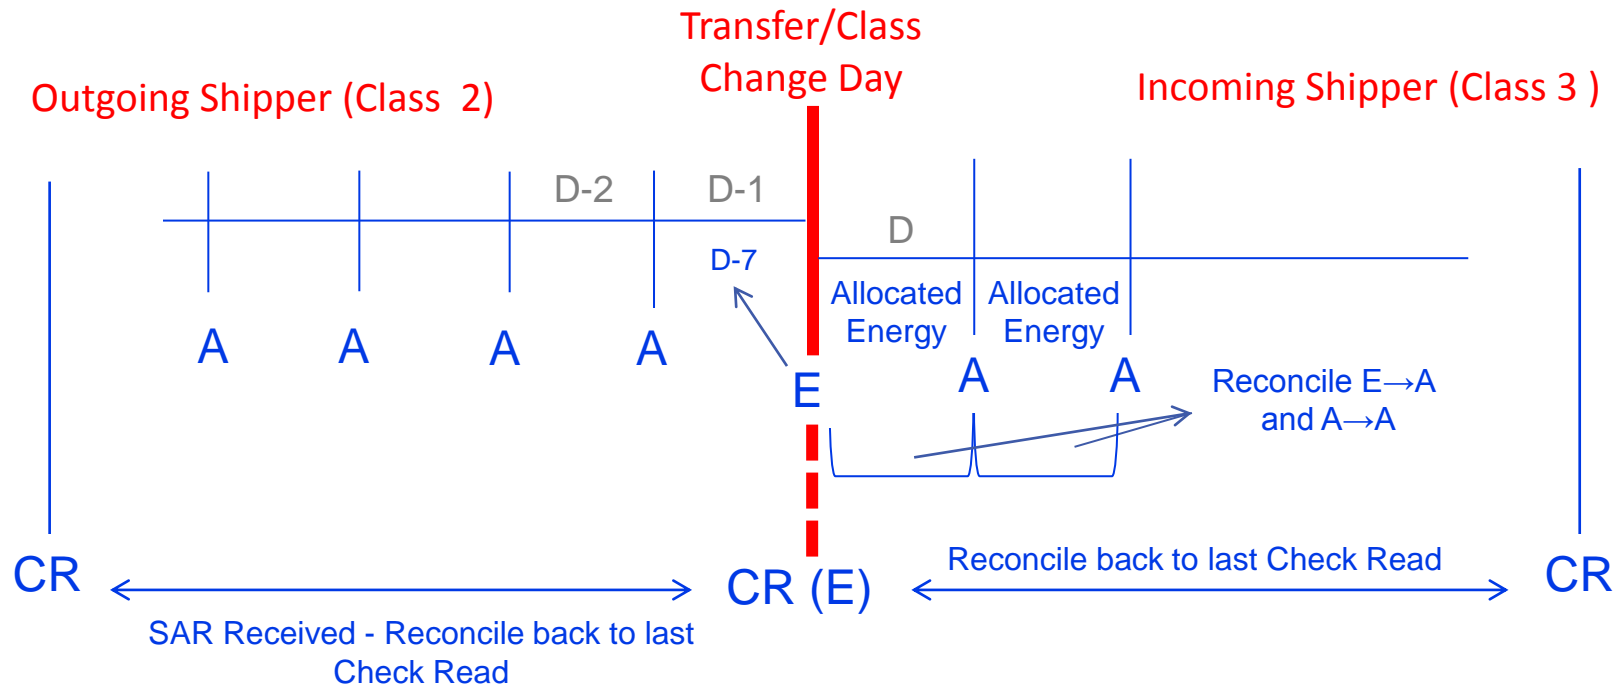 Transfer/Class
Change Day
Outgoing Shipper (Class 2)
Incoming Shipper (Class 3 )
D-2
D-1
D
D-7
Allocated
Energy
Allocated
Energy
A
A
A
A
E
A
A
Reconcile E→A
and A→A
CR
CR (E)
CR
Reconcile back to last Check Read
SAR Received - Reconcile back to last
Check Read